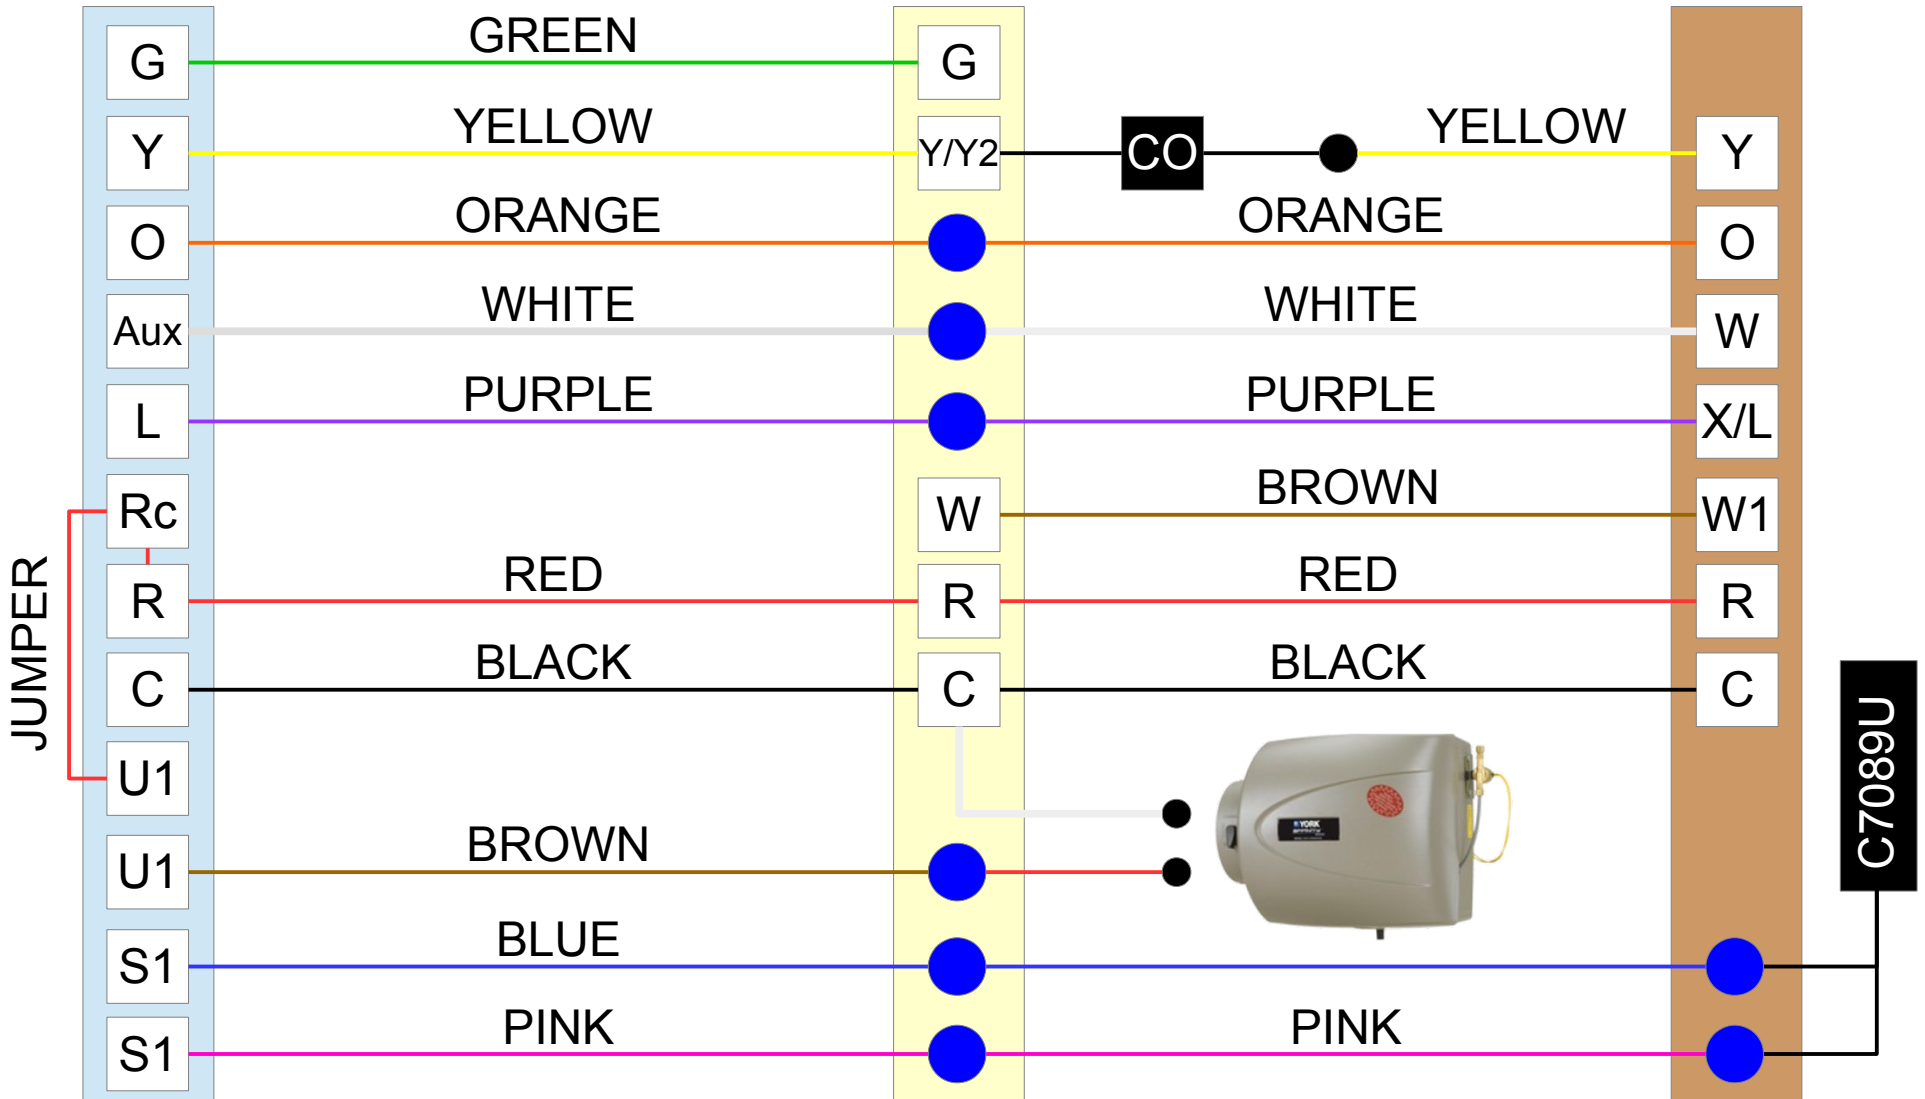 GREEN
G
G
YELLOW
YELLOW
Y
Y/Y2
CO
Y
ORANGE
ORANGE
O
O
WHITE
WHITE
Aux
W
PURPLE
PURPLE
L
X/L
BROWN
Rc
W
W1
JUMPER
RED
RED
R
R
R
BLACK
BLACK
C
C
C
C7089U
U1
YORK
BROWN
U1
BLUE
S1
PINK
PINK
S1